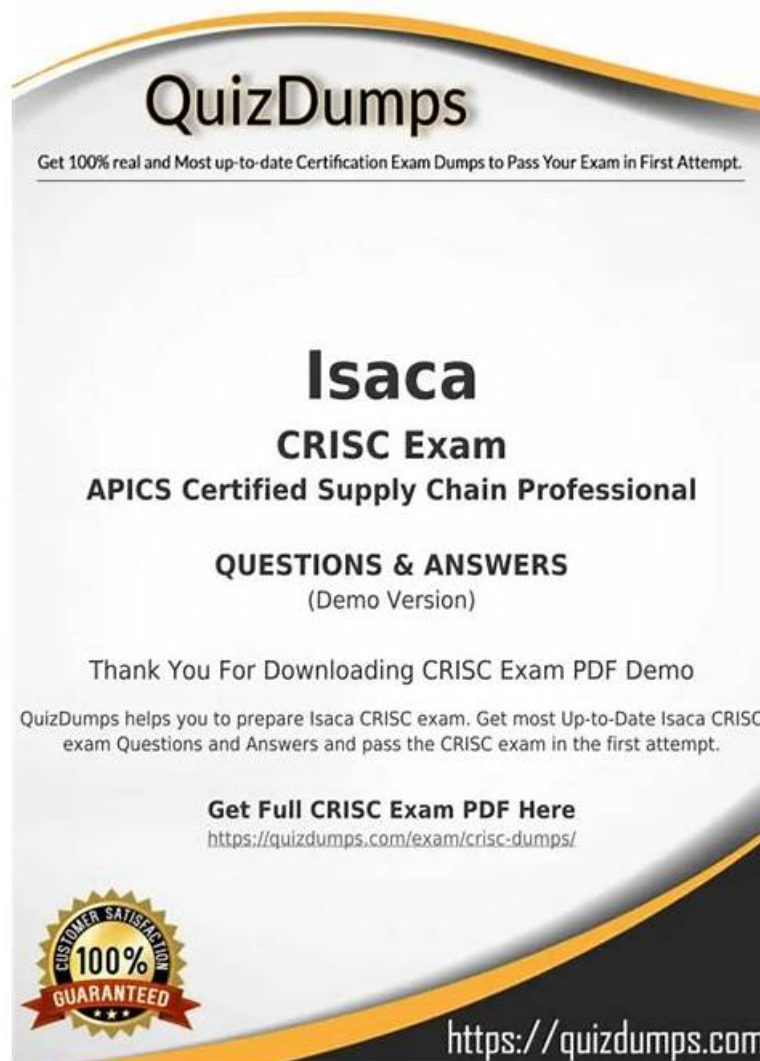 QuizDumps
Get 100% real and Most up-to-date Certification Exam Dumps to Pass Your Exam in First Attempt.
Isaca
CRISC Exam
APICS Certified Supply Chain Professional
QUESTIONS & ANSWERS
(Demo Version)
Thank You For Downloading CRISC Exam PDF Demo
QuizDumps helps you to prepare Isaca CRISC exam. Get most Up-to-Date Isaca CRISC
exam Questions and Answers and pass the CRISC exam in the first attempt.
Get Full CRISC Exam PDF Here
https://quizdumps.com/exam/crisc-dumps/
CUSTOMER SATISFACTION
100%
GUARANTEED
https://quizdumps.com